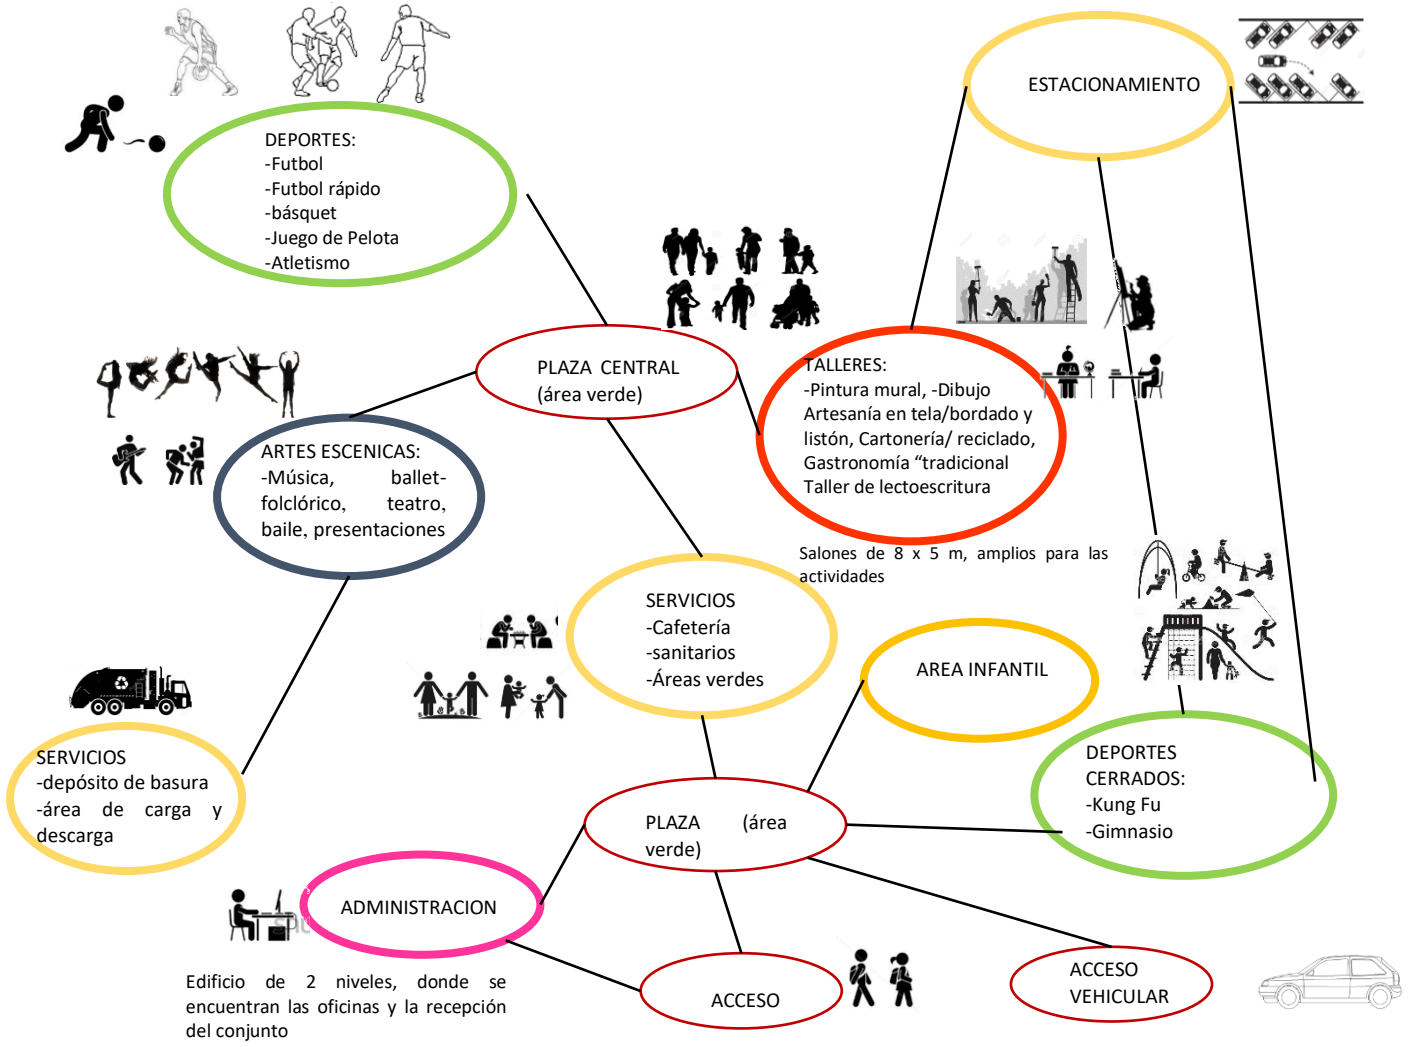 ESTACIONAMIENTO
DEPORTES:
-Futbol
-Futbol rápido
-básquet
-Juego de Pelota
-Atletismo
PLAZA CENTRAL
(área verde)
TALLERES:
-Pintura mural, -Dibujo
Artesanía en tela/bordado y
listón, Cartonería/ reciclado,
Gastronomía “tradicional
Taller de lectoescritura
ARTES ESCENICAS:
-Música, ballet-
folclórico, teatro,
baile, presentaciones
Salones de 8 x 5 m, amplios para las
actividades
SERVICIOS
-Cafetería
-sanitarios
-Áreas verdes
AREA INFANTIL
SERVICIOS
-depósito de basura
-área de carga y
descarga
DEPORTES
CERRADOS:
-Kung Fu
-Gimnasio
PLAZA (área
verde)
ADMINISTRACION
Edificio de 2 niveles, donde se
encuentran las oficinas y la recepción
del conjunto
ACCESO
ACCESO
VEHICULAR